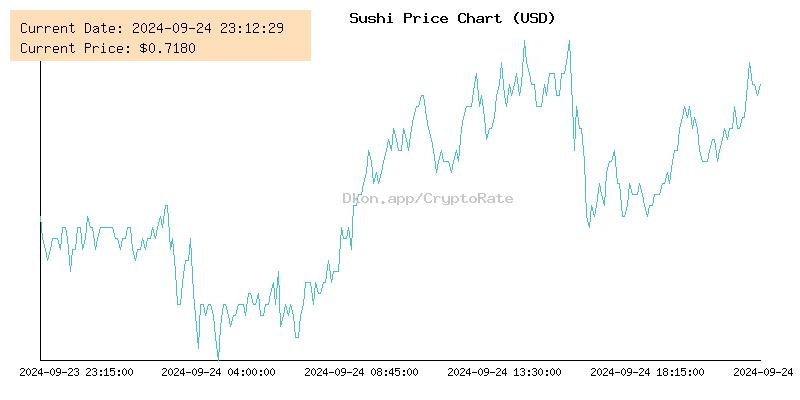 Sushi Price Chart (USD)
Current Date: 2024-09-24 23:12:29
Current Price: $0.7180
Dkon.app/CryptoRate
2024-09-23 23:15:00 2024-09-24 04:00:00 2024-09-24 08:45:00 2024-09-24 13:30:00 2024-09-24 18:15:00 2024-09-24